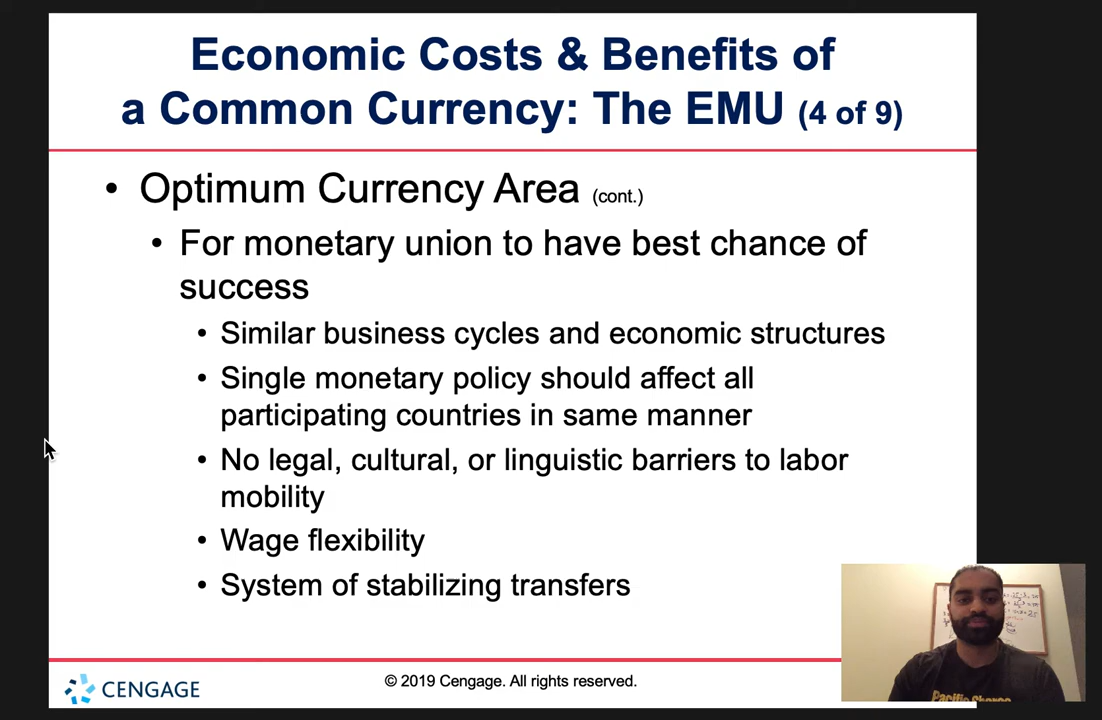 Economic Costs & Benefits of
a Common Currency: The EMU (4 of 9)
• Optimum Currency Area (cont.)
• For monetary union to have best chance of
success
• Similar business cycles and economic structures
• Single monetary policy should affect all
participating countries in same manner
• No legal, cultural, or linguistic barriers to labor
mobility
• Wage flexibility
• System of stabilizing transfers
CENGAGE
© 2019 Cengage. All rights reserved.
Pacific